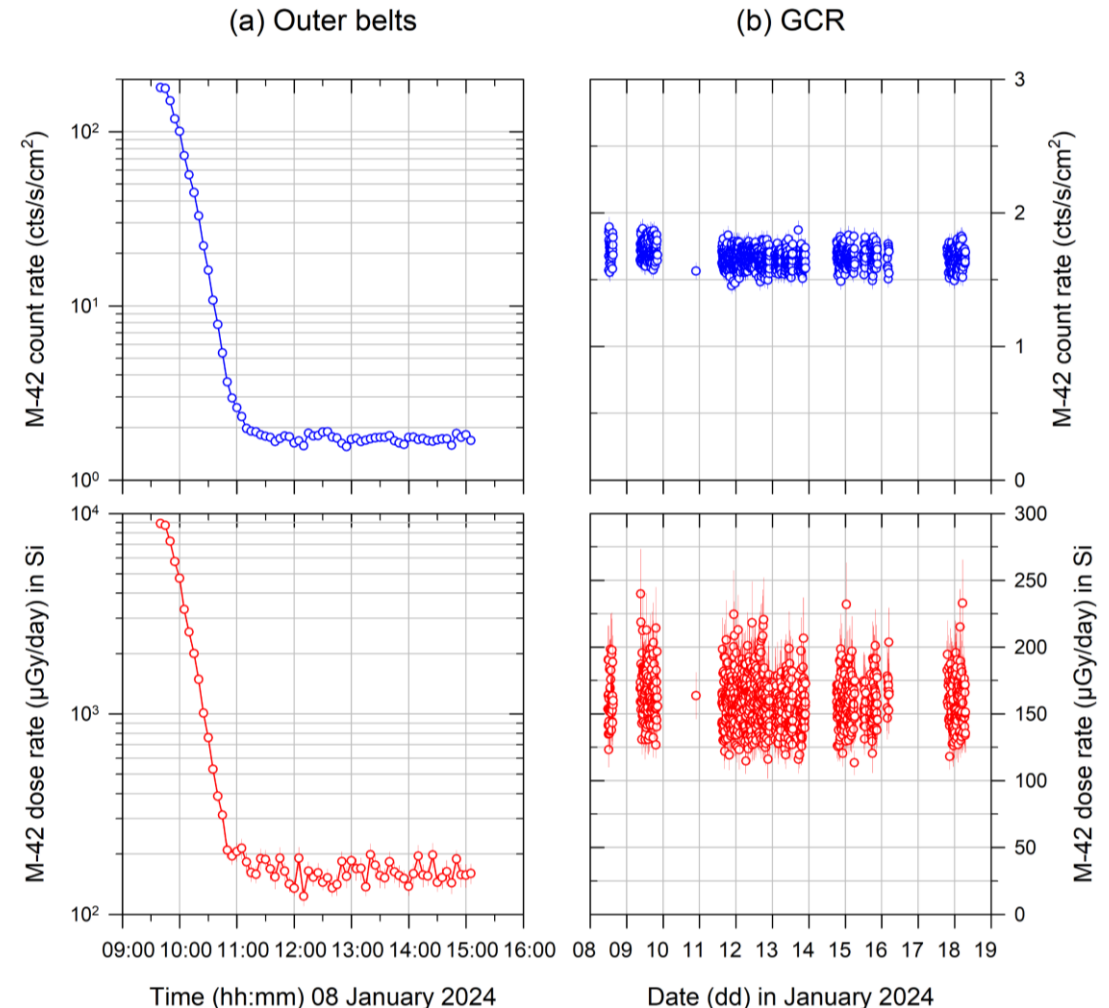 (a) Outer belts
(b) GCR
M-42 count rate (cts/s/cm²)
10²
10¹
10⁰
3
2
1
0
M-42 count rate (cts/s/cm²)
M-42 dose rate (µGy/day) in Si
10⁴
10³
10²
300
250
200
150
100
50
0
M-42 dose rate (µGy/day) in Si
09:00 10:00 11:00 12:00 13:00 14:00 15:00 16:00
08 09 10 11 12 13 14 15 16 17 18 19
Time (hh:mm) 08 January 2024
Date (dd) in January 2024